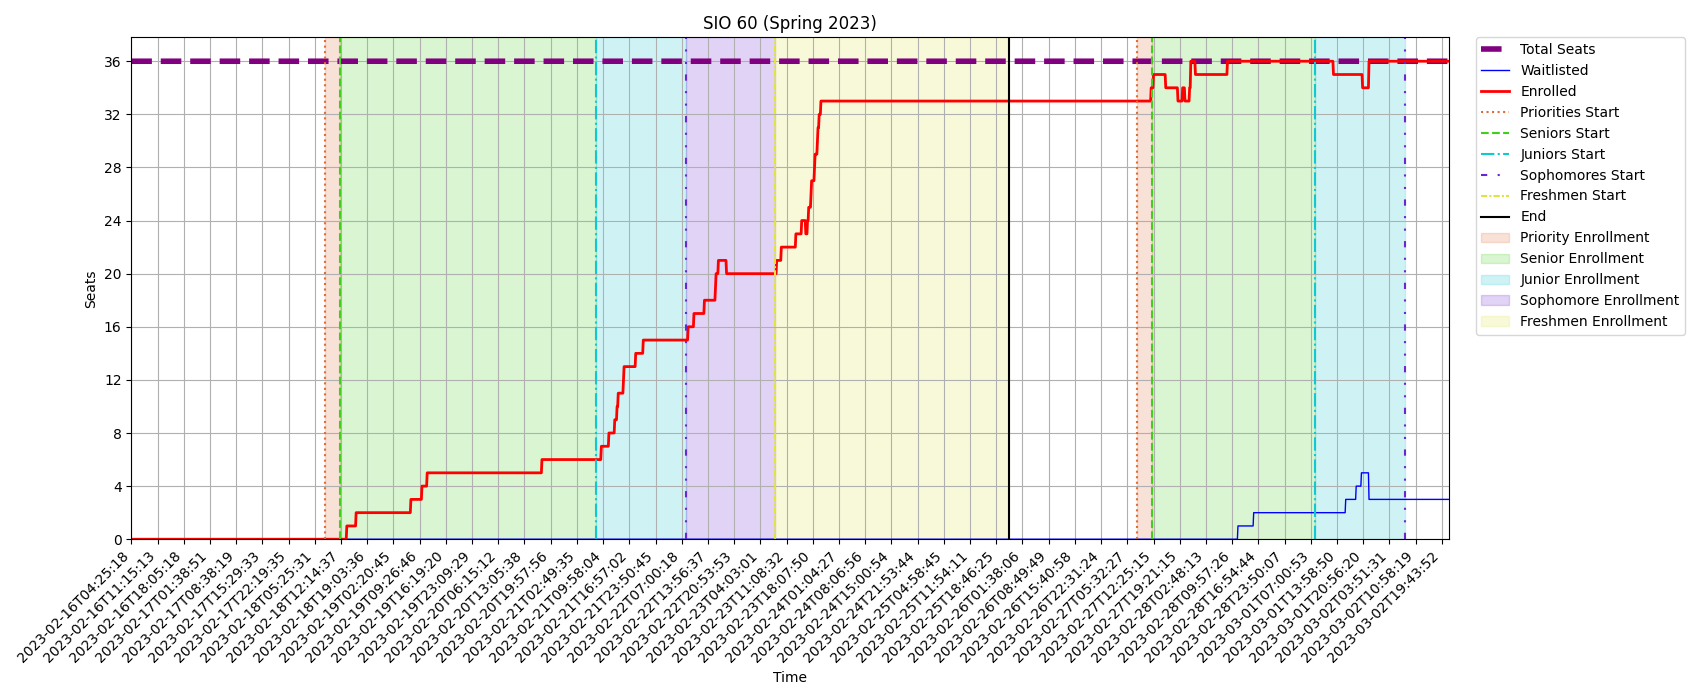 SIO 60 (Spring 2023)
Seats
36
32
28
24
20
16
12
8
4
0
2023-02-16T04:25:18
2023-02-16T11:15:13
2023-02-16T18:05:18
2023-02-17T01:38:51
2023-02-17T08:38:19
2023-02-17T15:29:33
2023-02-17T22:19:35
2023-02-18T05:25:31
2023-02-18T12:14:37
2023-02-18T19:03:36
2023-02-19T02:20:45
2023-02-19T09:26:46
2023-02-19T16:19:20
2023-02-19T23:09:29
2023-02-20T06:15:12
2023-02-20T13:05:38
2023-02-20T19:57:56
2023-02-21T02:49:35
2023-02-21T09:58:04
2023-02-21T16:57:02
2023-02-21T23:50:45
2023-02-22T07:00:18
2023-02-22T13:56:37
2023-02-22T20:53:53
2023-02-23T04:03:01
2023-02-23T11:08:32
2023-02-23T18:07:50
2023-02-24T01:04:27
2023-02-24T08:06:56
2023-02-24T15:00:54
2023-02-24T21:53:44
2023-02-25T04:58:45
2023-02-25T11:54:11
2023-02-25T18:46:25
2023-02-26T01:38:06
2023-02-26T08:49:49
2023-02-26T15:40:58
2023-02-26T22:31:24
2023-02-27T05:32:27
2023-02-27T12:25:15
2023-02-27T19:21:15
2023-02-28T02:48:13
2023-02-28T09:57:26
2023-02-28T16:54:44
2023-02-28T23:50:07
2023-03-01T07:00:53
2023-03-01T13:58:50
2023-03-01T20:56:20
2023-03-02T03:51:31
2023-03-02T10:58:19
2023-03-02T19:43:52
Time
Total Seats
Waitlisted
Enrolled
Priorities Start
Seniors Start
Juniors Start
Sophomores Start
Freshmen Start
End
Priority Enrollment
Senior Enrollment
Junior Enrollment
Sophomore Enrollment
Freshmen Enrollment